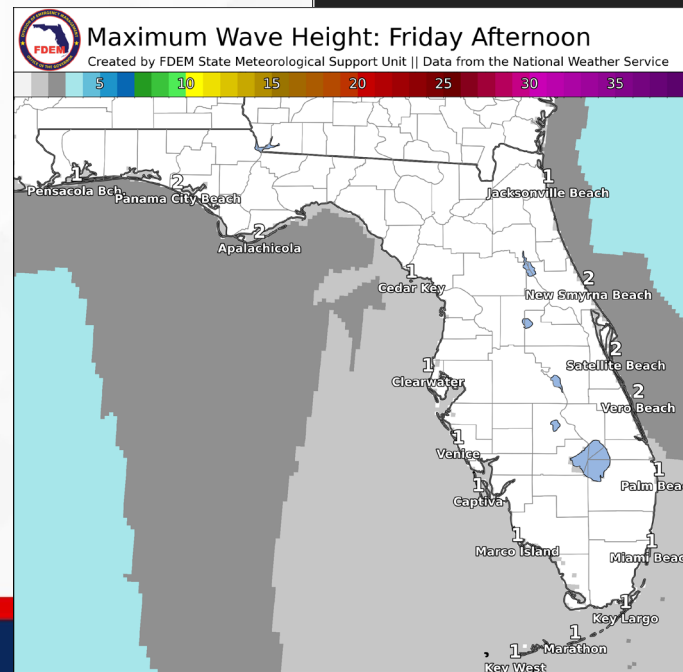 Maximum Wave Height: Friday Afternoon
FDEM
Created by FDEM State Meteorological Support Unit || Data from the National Weather Service
5 10 15 20 25 30 35
1
Pensacola Bch.
2
Panama City Beach
2
Apalachicola
1
Jacksonville Beach
1
Cedar Key
2
New Smyrna Beach
2
Satellite Beach
1
Clearwater
2
Vero Beach
1
Venice
1
Palm Bea
1
Captiva
1
Marco Island
1
Miami Beac
1
Key Largo
1
Marathon
1
Key West